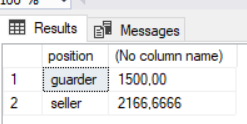 100 %
Results Messages
position (No column name)
1 guarder 1500,00
2 seller 2166,6666